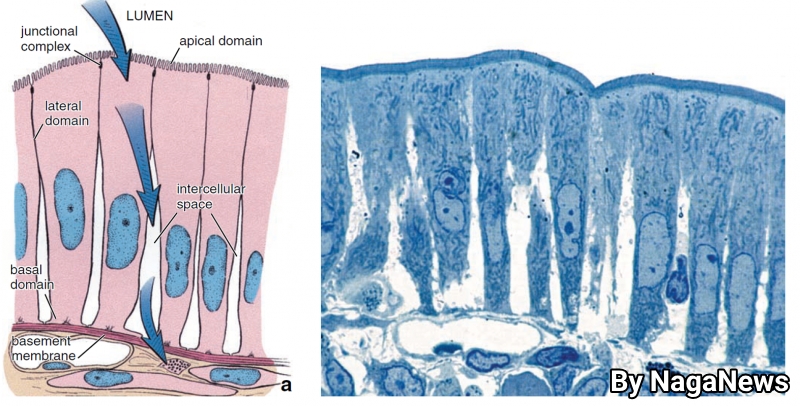 LUMEN
junctional
complex
apical domain
lateral
domain
intercellular
space
basal
domain
basement
membrane
a
By NagaNews